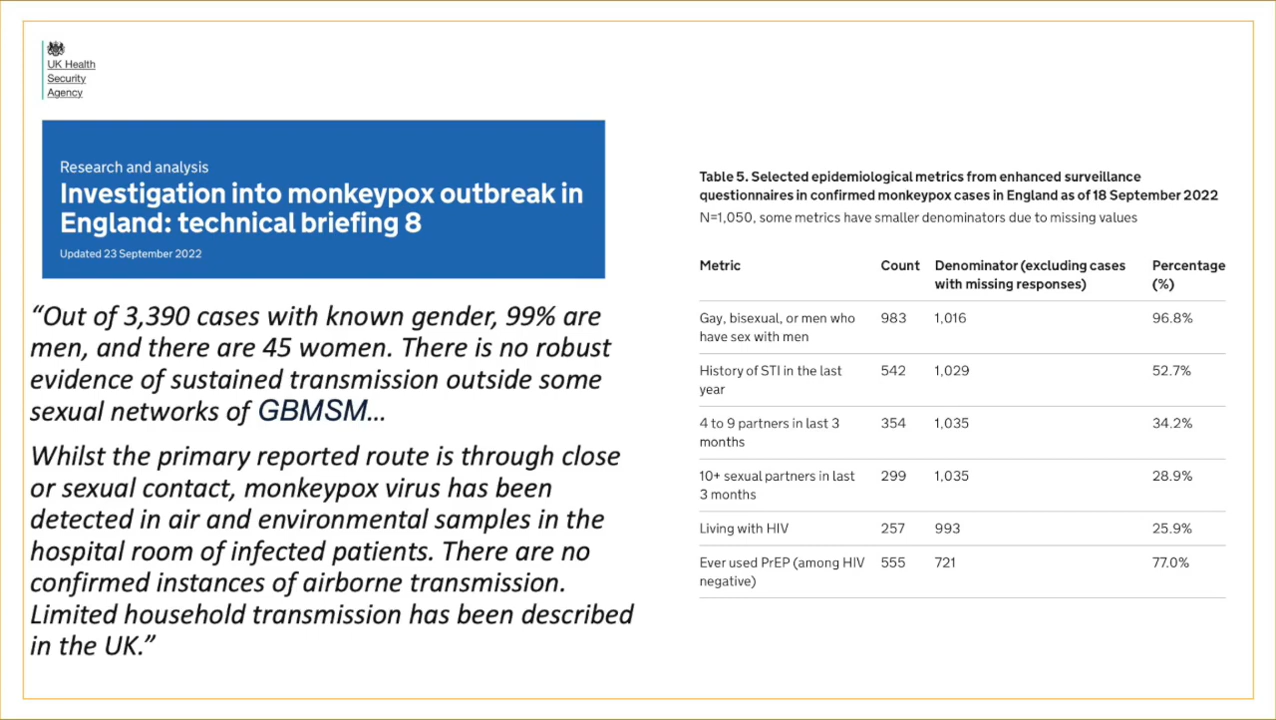 UK Health
Security
Agency
Research and analysis
Investigation into monkeypox outbreak in
England: technical briefing 8
Updated 23 September 2022
“Out of 3,390 cases with known gender, 99% are
men, and there are 45 women. There is no robust
evidence of sustained transmission outside some
sexual networks of GBMSM…
Whilst the primary reported route is through close
or sexual contact, monkeypox virus has been
detected in air and environmental samples in the
hospital room of infected patients. There are no
confirmed instances of airborne transmission.
Limited household transmission has been described
in the UK.”
Table 5. Selected epidemiological metrics from enhanced surveillance
questionnaires in confirmed monkeypox cases in England as of 18 September 2022
N=1,050, some metrics have smaller denominators due to missing values
Metric Count Denominator (excluding cases Percentage
with missing responses) (%)
Gay, bisexual, or men who 983 1,016 96.8%
have sex with men
History of STI in the last 542 1,029 52.7%
year
4 to 9 partners in last 3 354 1,035 34.2%
months
10+ sexual partners in last 299 1,035 28.9%
3 months
Living with HIV 257 993 25.9%
Ever used PrEP (among HIV 555 721 77.0%
negative)